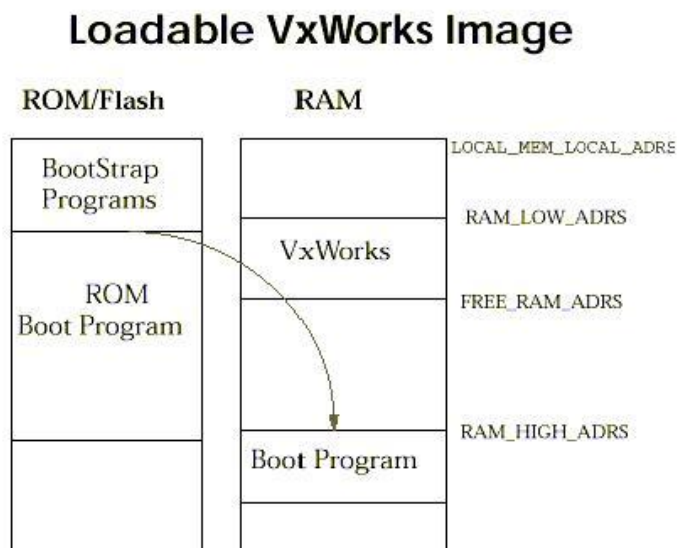 Loadable VxWorks Image
ROM/Flash
RAM
BootStrap
Programs
ROM
Boot Program
VxWorks
Boot Program
LOCAL_MEM_LOCAL_ADRS
RAM_LOW_ADRS
FREE_RAM_ADRS
RAM_HIGH_ADRS